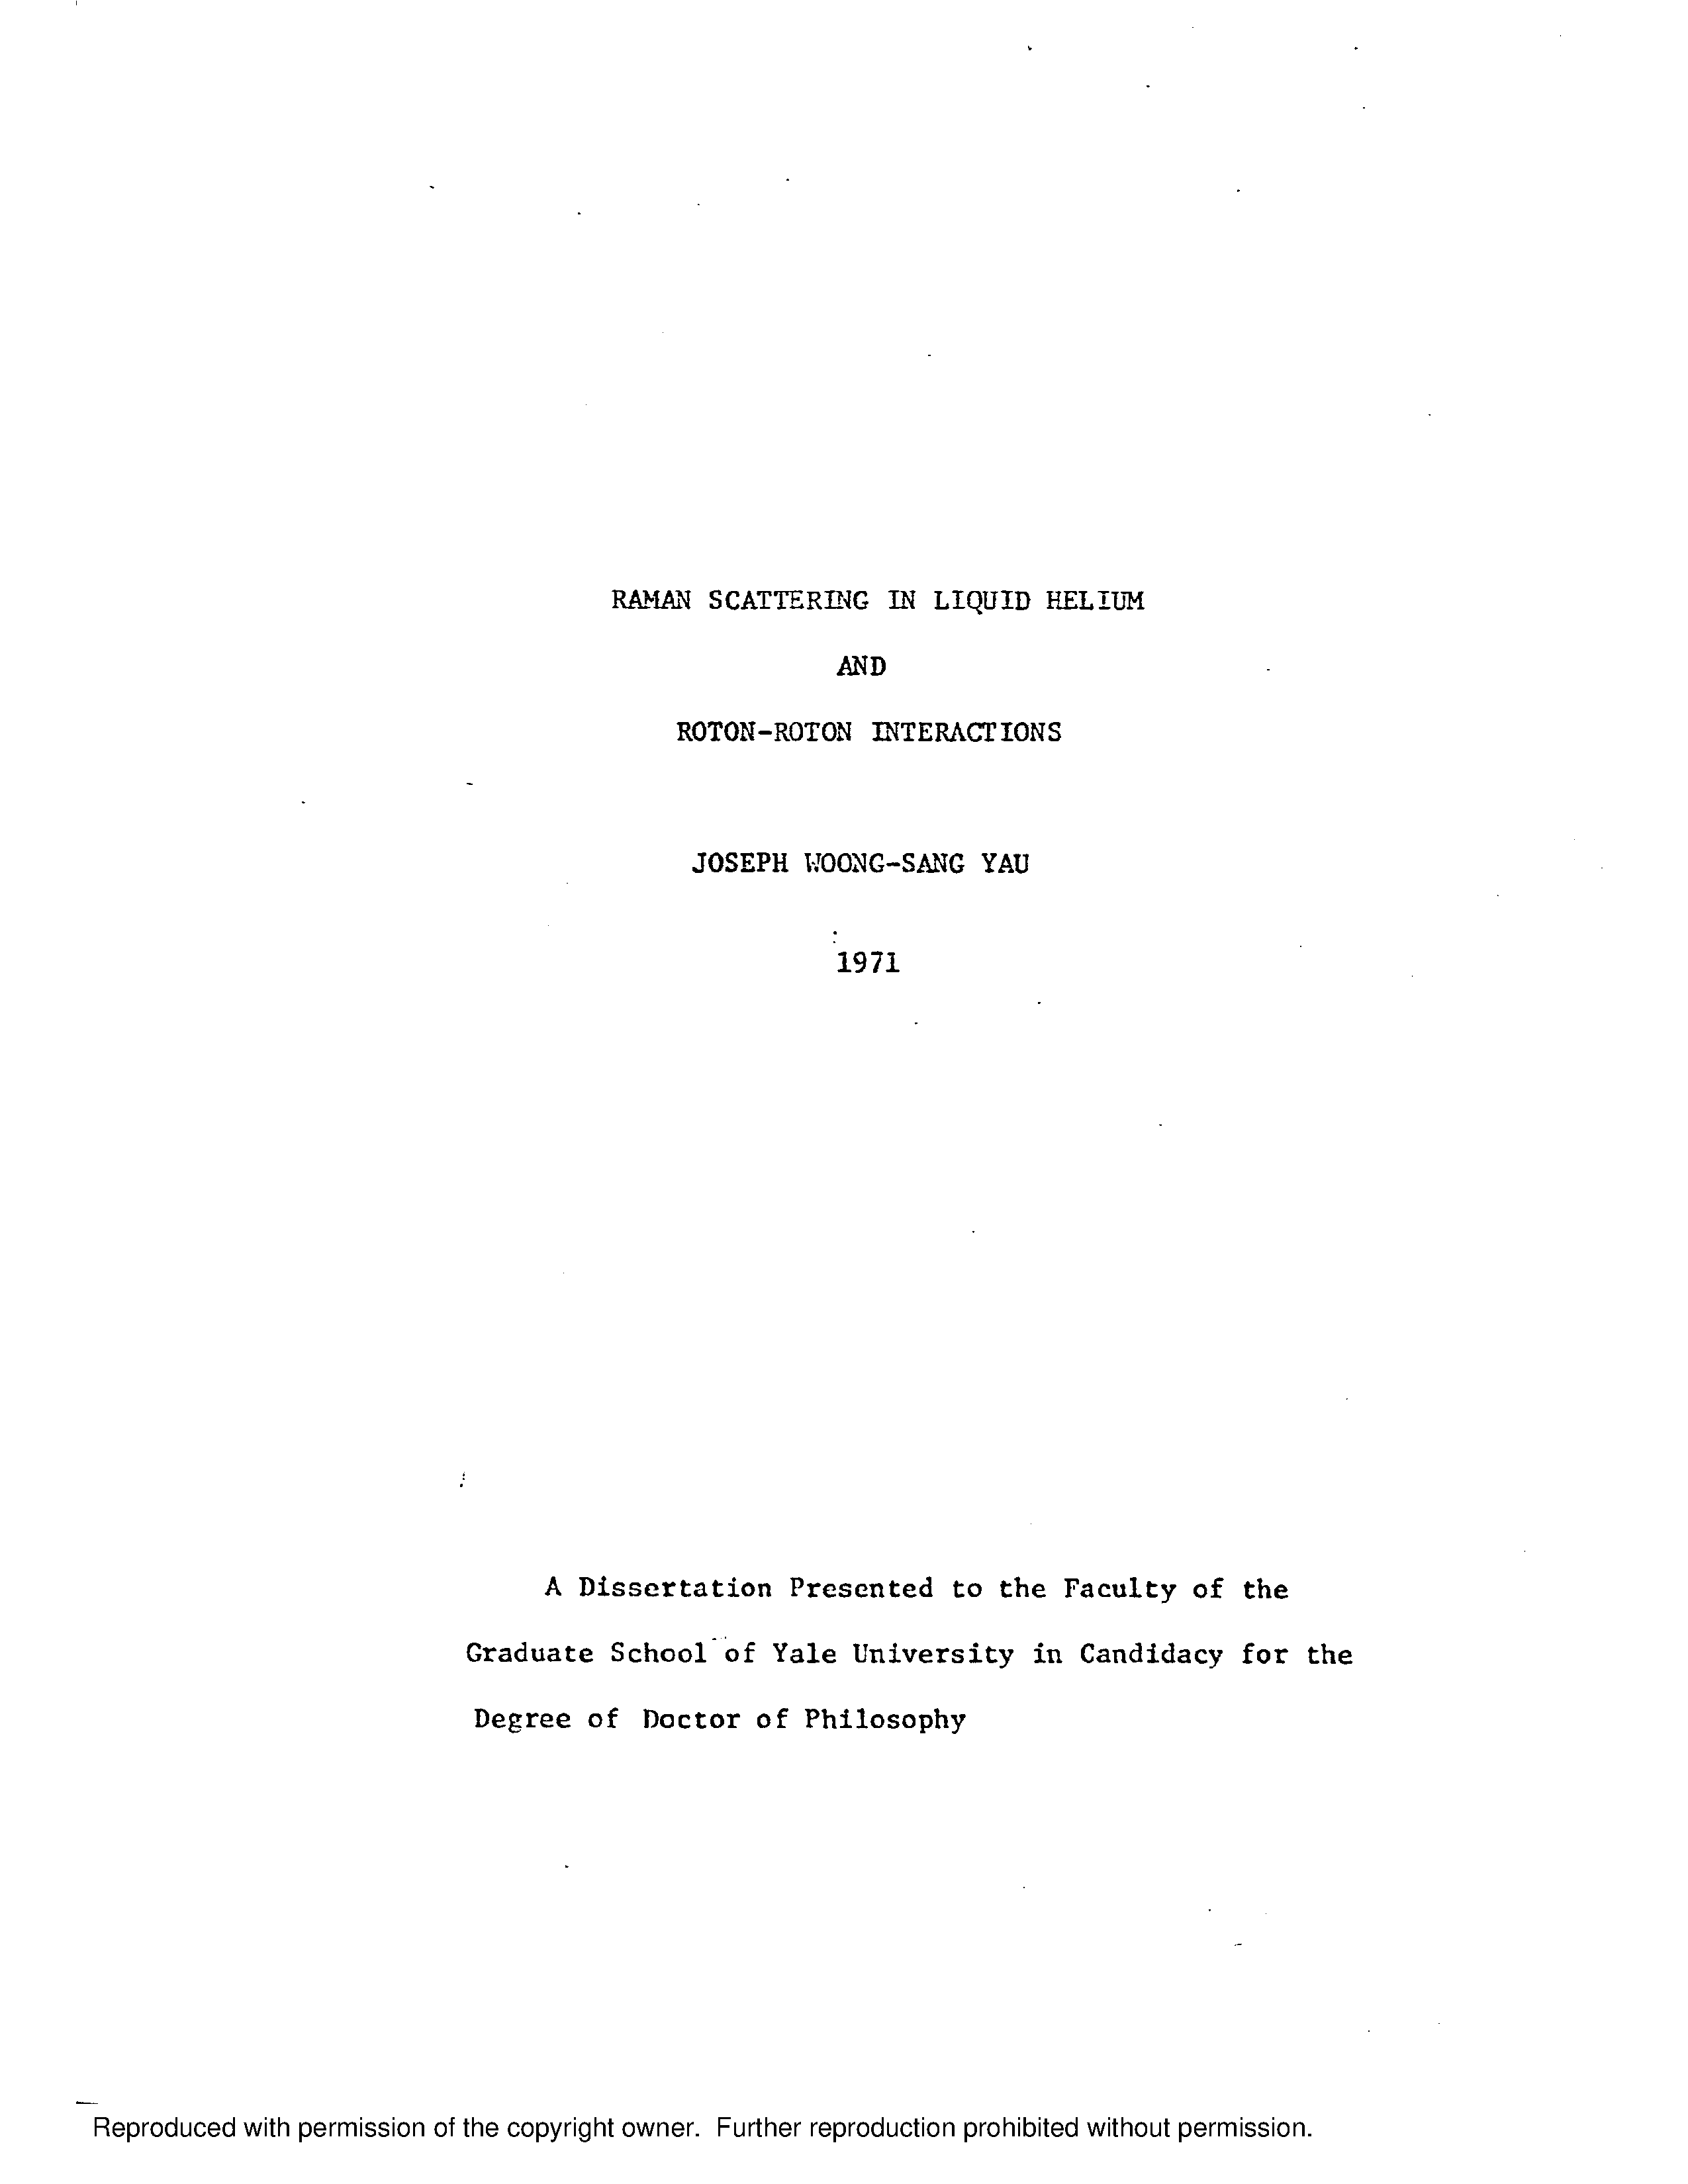 RAMAN SCATTERING IN LIQUID HELIUM
AND
ROTON-ROTON INTERACTIONS
JOSEPH WOONG-SANG YAU
1971
A Dissertation Presented to the Faculty of the
Graduate School of Yale University in Candidacy for the
Degree of Doctor of Philosophy
Reproduced with permission of the copyright owner. Further reproduction prohibited without permission.